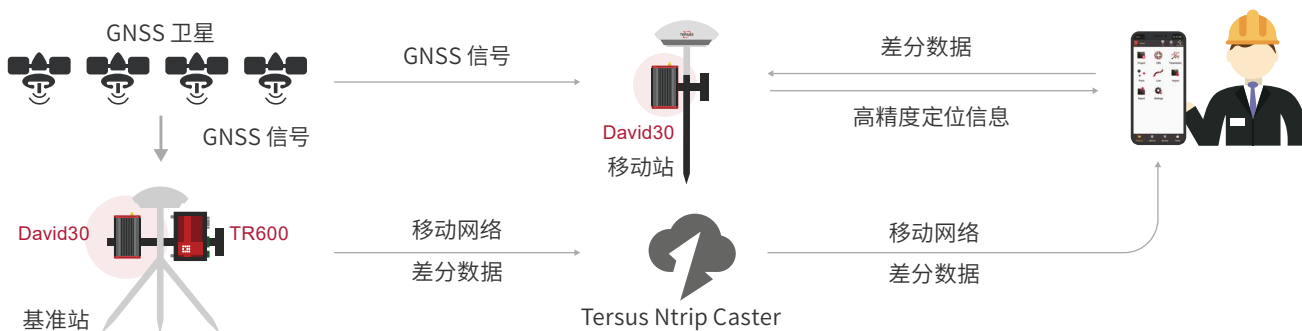 GNSS 卫星
GNSS 信号
差分数据
高精度定位信息
GNSS 信号
David30
移动站
David30
TR600
移动网络
差分数据
移动网络
差分数据
基准站
Tersus Ntrip Caster